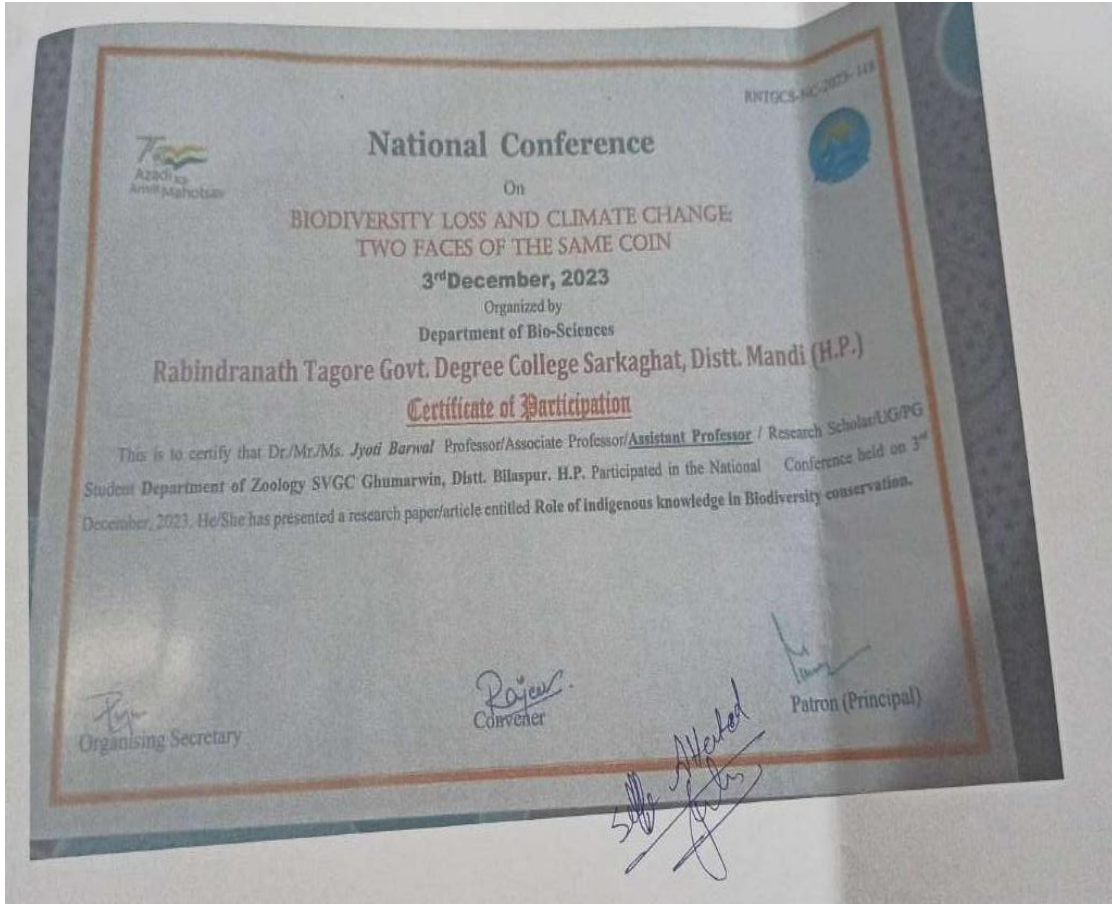 RNTGCS-NC-2023-148
Azadi Ka
Amrit Mahotsav
National Conference
On
BIODIVERSITY LOSS AND CLIMATE CHANGE:
TWO FACES OF THE SAME COIN
3rd December, 2023
Organized by
Department of Bio-Sciences
Rabindranath Tagore Govt. Degree College Sarkaghat, Distt. Mandi (H.P.)
Certificate of Participation
This is to certify that Dr./Mr./Ms. Jyoti Barwal Professor/Associate Professor/Assistant Professor / Research Scholar/UG/PG
Student Department of Zoology SVGC Ghumarwin, Distt. Bilaspur. H.P. Participated in the National Conference held on 3rd
December, 2023. He/She has presented a research paper/article entitled Role of indigenous knowledge in Biodiversity conservation.
Rajeev
Organising Secretary
Convener
Patron (Principal)
Self Attested